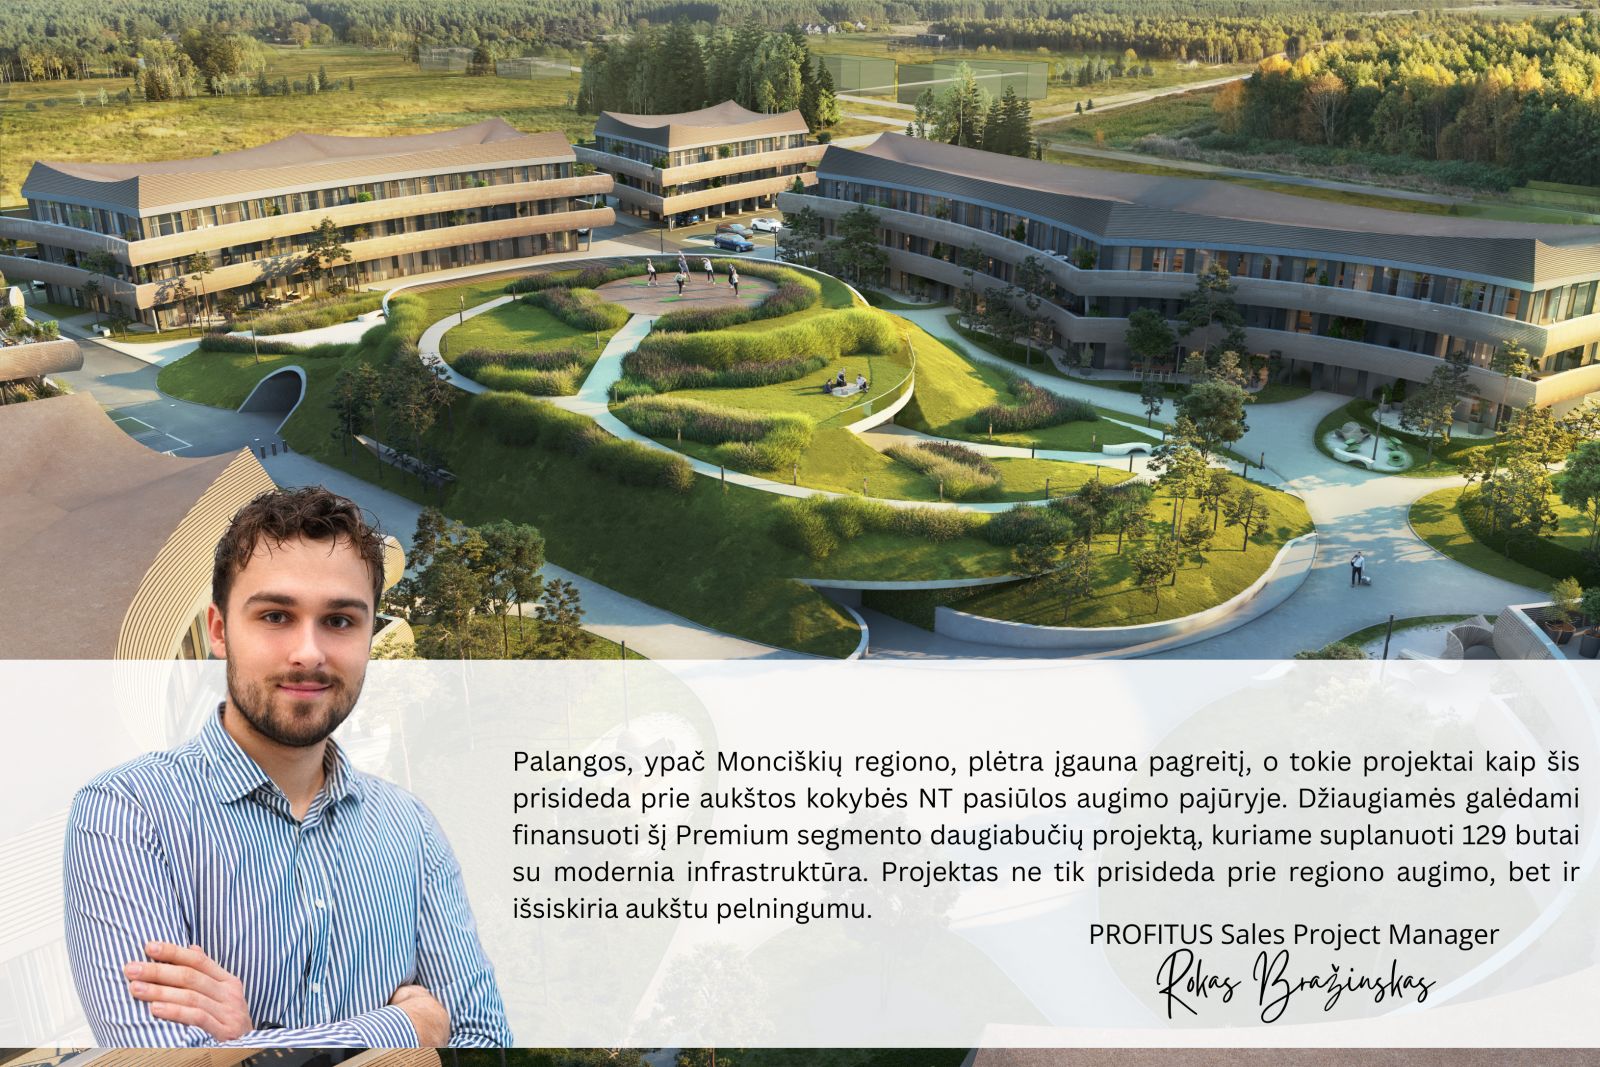 Palangos, ypač Monciškių regiono, plėtra įgauna pagreitį, o tokie projektai kaip šis
prisideda prie aukštos kokybės NT pasiūlos augimo pajūryje. Džiaugiamės galėdami
finansuoti šį Premium segmento daugiabučių projektą, kuriame suplanuoti 129 butai
su modernia infrastruktūra. Projektas ne tik prisideda prie regiono augimo, bet ir
išsiskiria aukštu pelningumu.
PROFITUS Sales Project Manager
Rokas Bražinskas